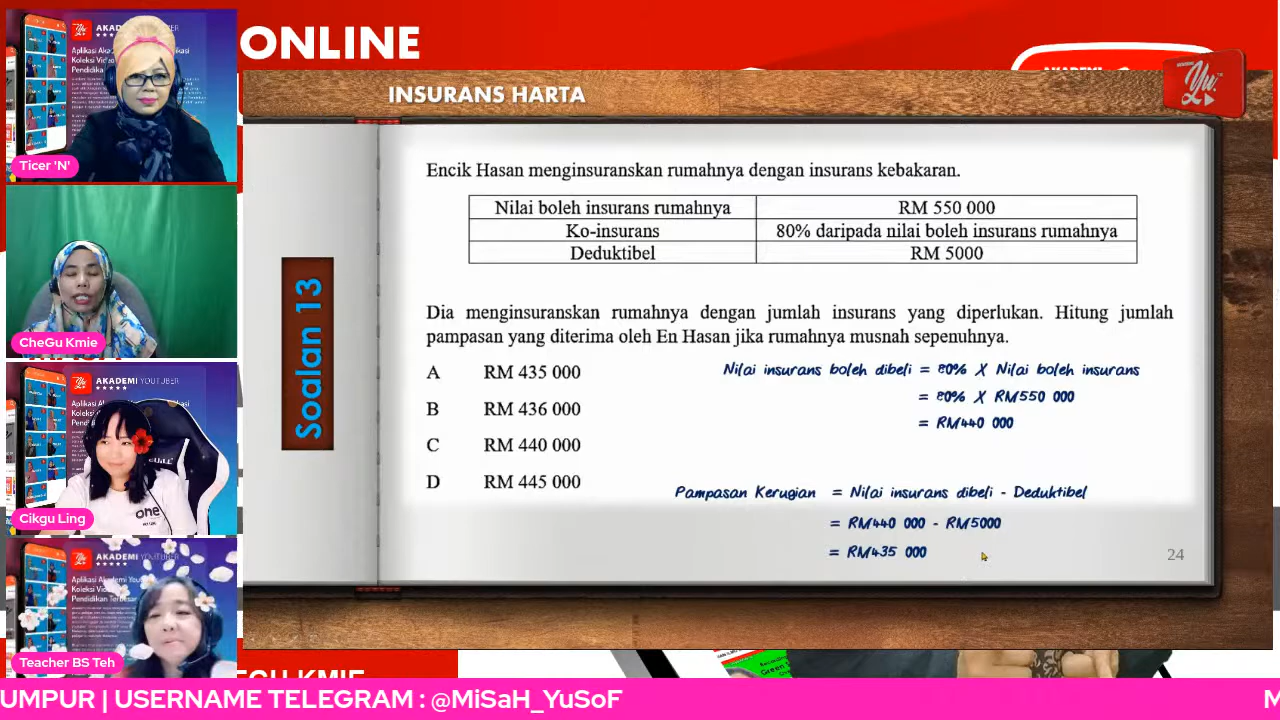 ONLINE
INSURANS HARTA
Soalan 13
Encik Hasan menginsuranskan rumahnya dengan insurans kebakaran.
Nilai boleh insurans rumahnya RM 550 000
Ko-insurans 80% daripada nilai boleh insurans rumahnya
Deduktibel RM 5000
Dia menginsuranskan rumahnya dengan jumlah insurans yang diperlukan. Hitung jumlah
pampasan yang diterima oleh En Hasan jika rumahnya musnah sepenuhnya.
A RM 435 000
B RM 436 000
C RM 440 000
D RM 445 000
Nilai insurans boleh dibeli = 80% X Nilai boleh insurans
= 80% X RM550 000
= RM440 000
Pampasan Kerugian = Nilai insurans dibeli - Deduktibel
= RM440 000 - RM5000
= RM435 000
24
Ticer 'N'
CheGu Kmie
AKADEMI YOUTUBER
Cikgu Ling
Teacher BS Teh
UMPUR | USERNAME TELEGRAM : @MiSaH_YuSoF